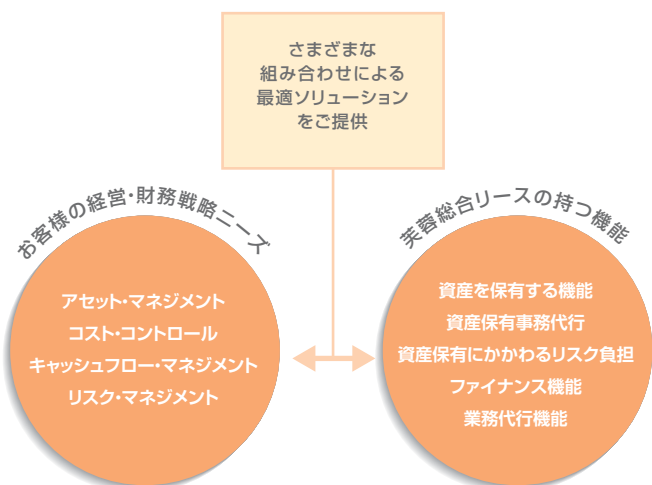 さまざまな
組み合わせによる
最適ソリューション
をご提供
お客様の経営・財務戦略ニーズ
アセット・マネジメント
コスト・コントロール
キャッシュフロー・マネジメント
リスク・マネジメント
芙蓉総合リースの持つ機能
資産を保有する機能
資産保有事務代行
資産保有にかかわるリスク負担
ファイナンス機能
業務代行機能